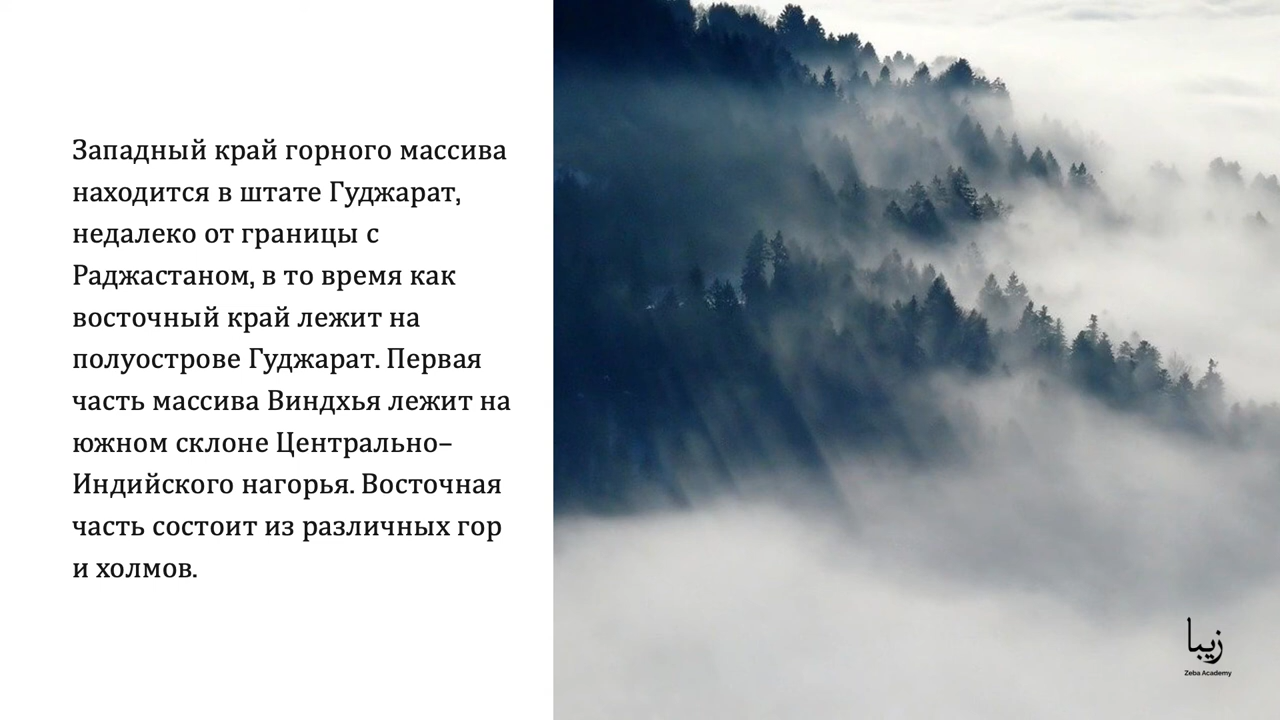 Западный край горного массива
находится в штате Гуджарат,
недалеко от границы с
Раджастаном, в то время как
восточный край лежит на
полуострове Гуджарат. Первая
часть массива Виндхья лежит на
южном склоне Центрально–
Индийского нагорья. Восточная
часть состоит из различных гор
и холмов.
زیبا
Zeba Academy